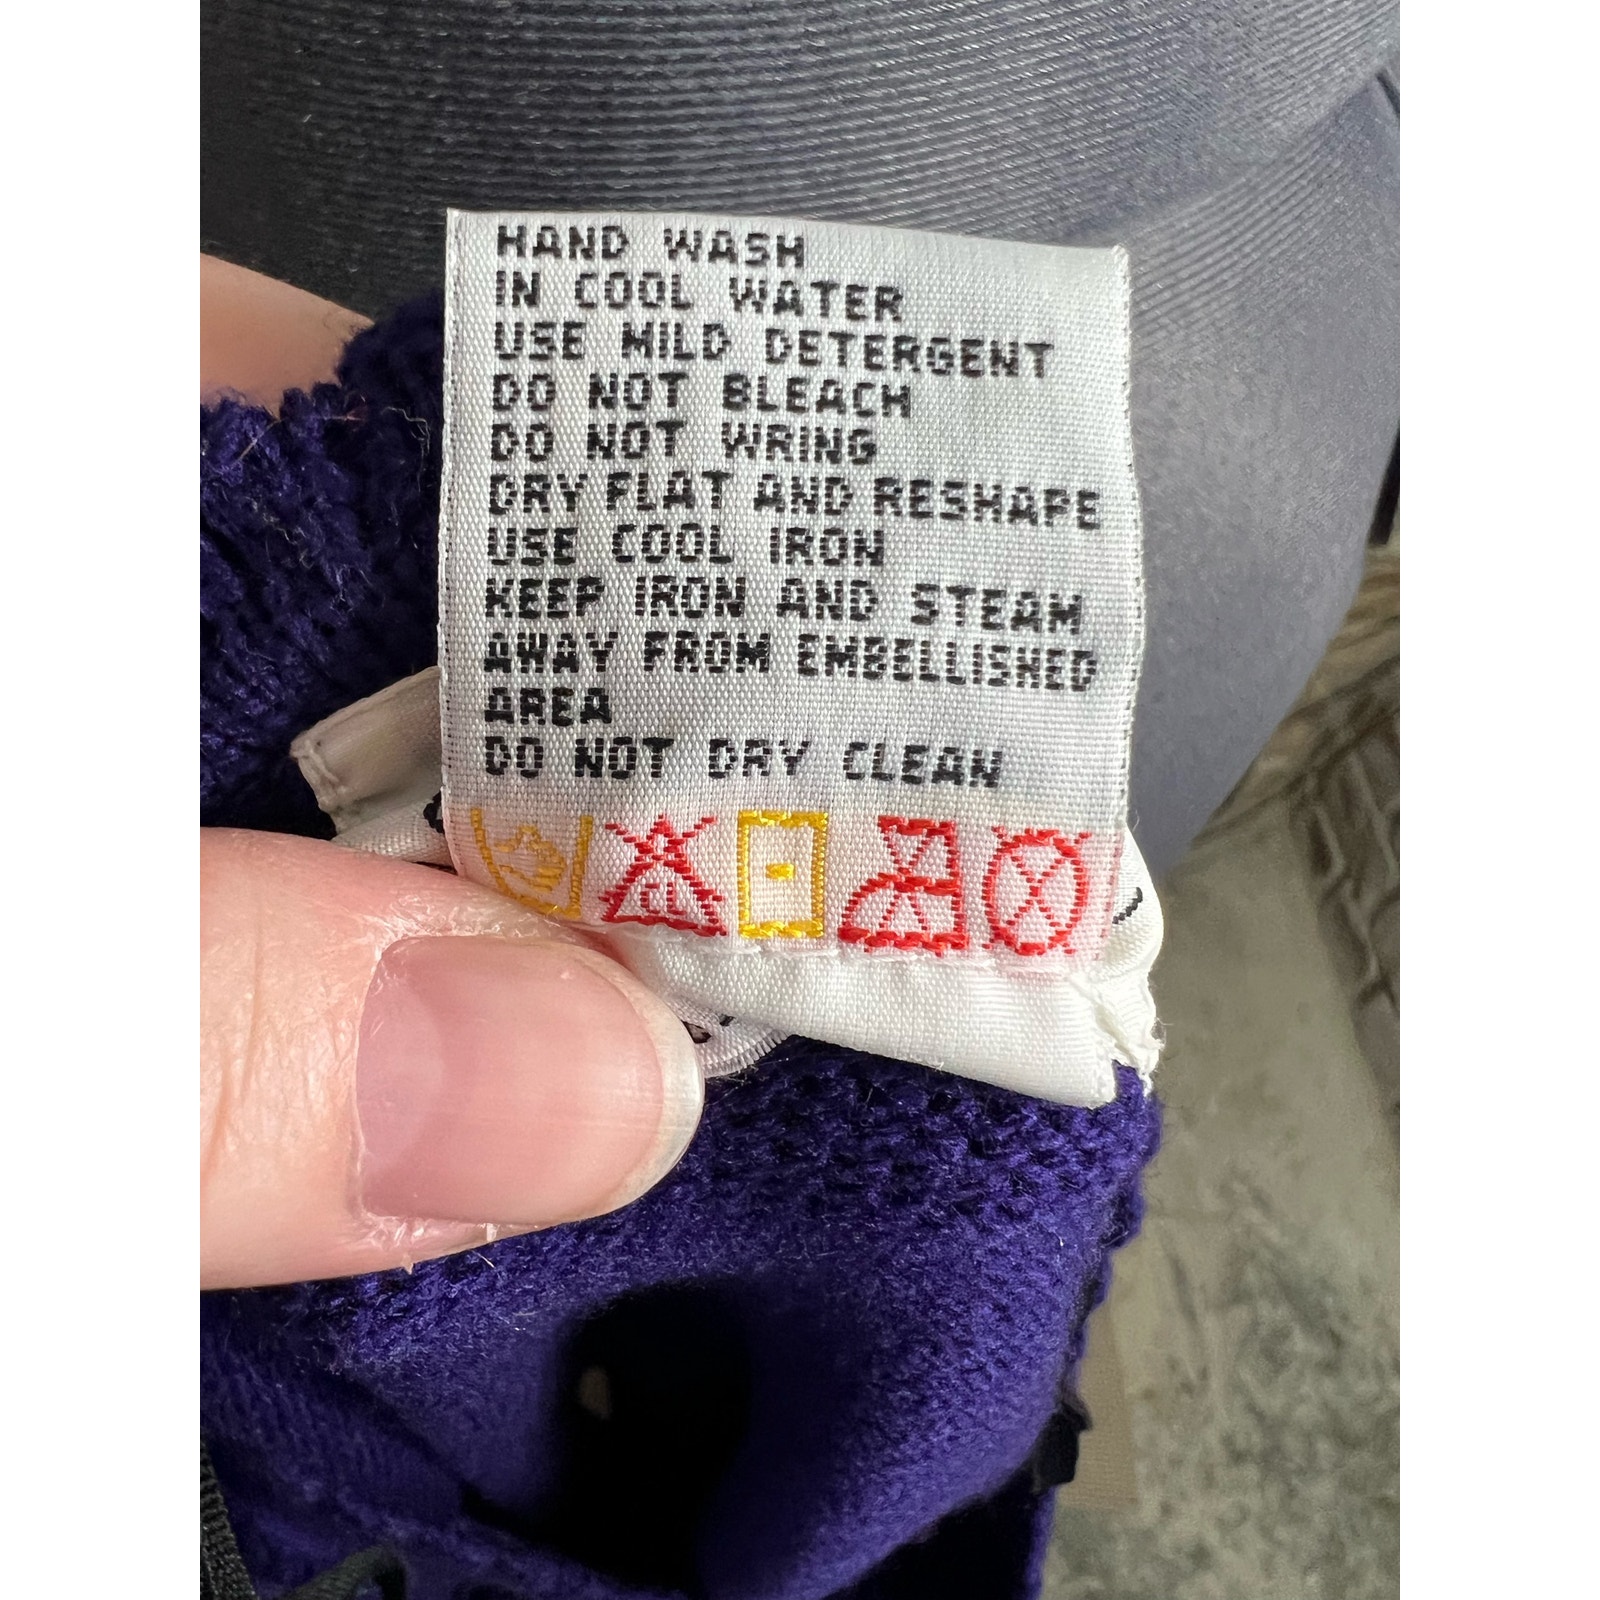 HAND WASH
IN COOL WATER
USE MILD DETERGENT
DO NOT BLEACH
DO NOT WRING
DRY FLAT AND RESHAPE
USE COOL IRON
KEEP IRON AND STEAM
AWAY FROM EMBELLISHED
AREA
DO NOT DRY CLEAN
CL